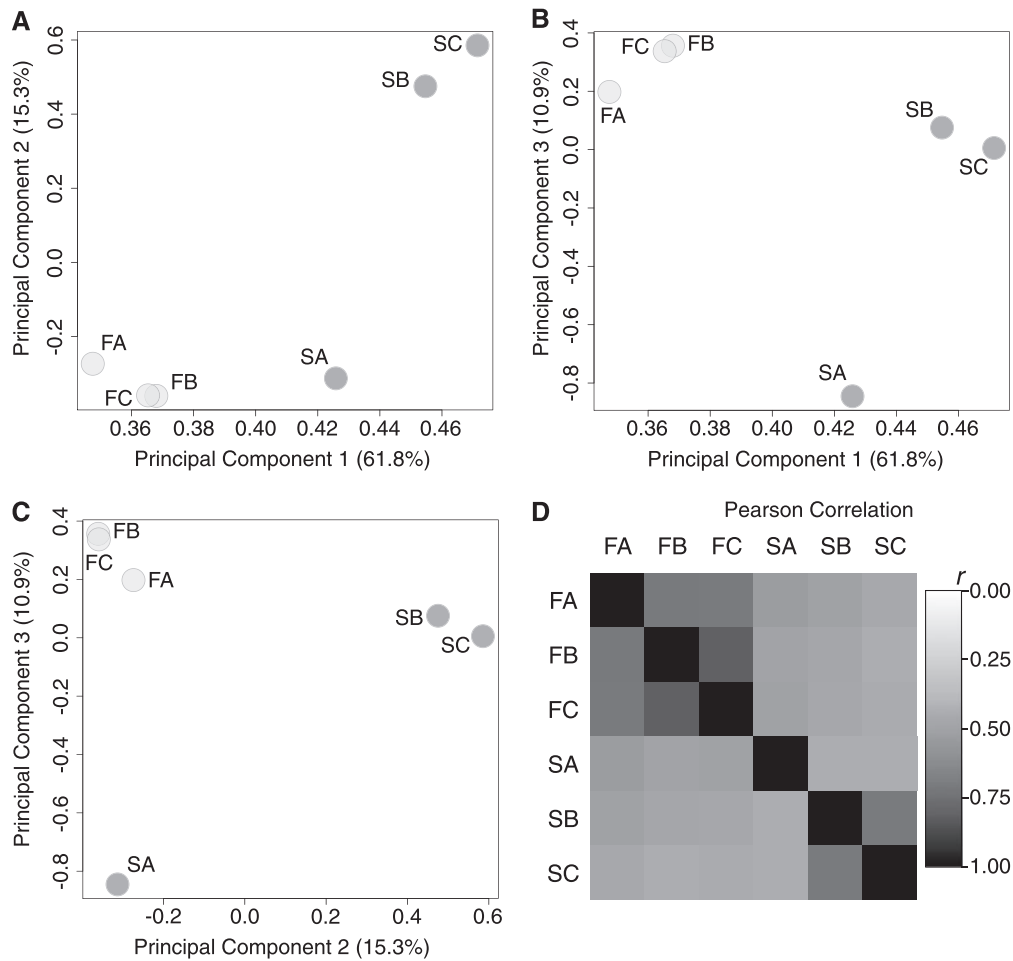 A
Principal Component 2 (15.3%)
0.6
0.4
0.2
0.0
-0.2
SC
SB
FA
SA
FB
FC
0.36 0.38 0.40 0.42 0.44 0.46
Principal Component 1 (61.8%)
B
Principal Component 3 (10.9%)
0.4
0.2
0.0
-0.2
-0.4
-0.6
-0.8
FC FB
FA
SB
SC
SA
0.36 0.38 0.40 0.42 0.44 0.46
Principal Component 1 (61.8%)
C
Principal Component 3 (10.9%)
0.4
0.2
0.0
-0.2
-0.4
-0.6
-0.8
FB
FC
FA
SB
SC
SA
-0.2 0.0 0.2 0.4 0.6
Principal Component 2 (15.3%)
D
Pearson Correlation
FA FB FC SA SB SC
FA
FB
FC
SA
SB
SC
r
0.00
0.25
0.50
0.75
1.00